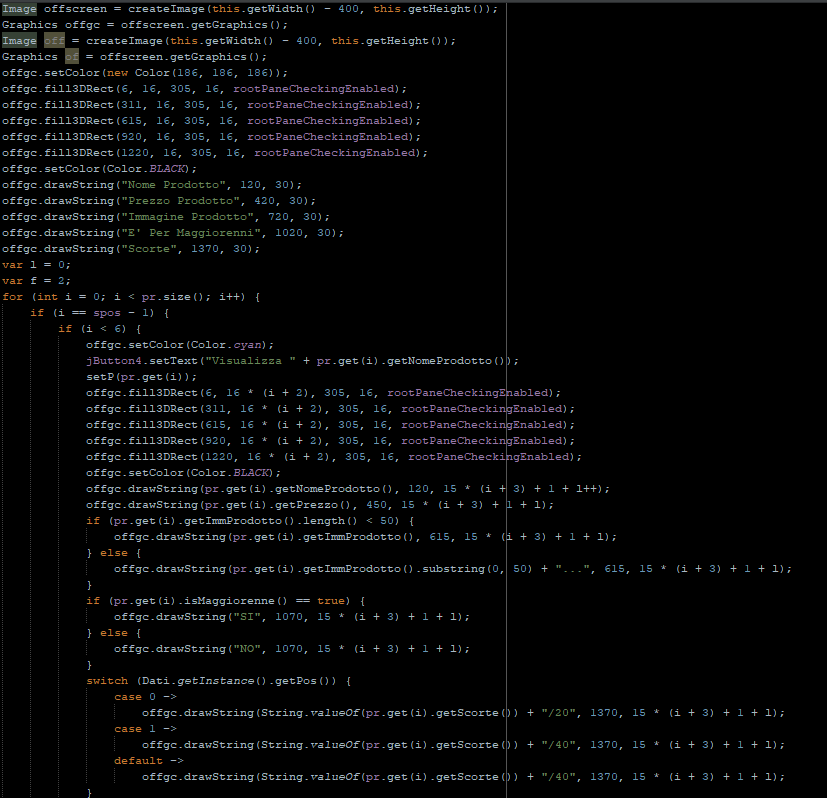 Image offscreen = createImage(this.getWidth() - 400, this.getHeight());
Graphics offgc = offscreen.getGraphics();
Image off = createImage(this.getWidth() - 400, this.getHeight());
Graphics of = offscreen.getGraphics();
offgc.setColor(new Color(186, 186, 186));
offgc.fill3DRect(6, 16, 305, 16, rootPaneCheckingEnabled);
offgc.fill3DRect(311, 16, 305, 16, rootPaneCheckingEnabled);
offgc.fill3DRect(615, 16, 305, 16, rootPaneCheckingEnabled);
offgc.fill3DRect(920, 16, 305, 16, rootPaneCheckingEnabled);
offgc.fill3DRect(1220, 16, 305, 16, rootPaneCheckingEnabled);
offgc.setColor(Color.BLACK);
offgc.drawString("Nome Prodotto", 120, 30);
offgc.drawString("Prezzo Prodotto", 420, 30);
offgc.drawString("Immagine Prodotto", 720, 30);
offgc.drawString("E' Per Maggiorenni", 1020, 30);
offgc.drawString("Scorte", 1370, 30);
var l = 0;
var f = 2;
for (int i = 0; i < pr.size(); i++) {
if (i == spos - 1) {
if (i < 6) {
offgc.setColor(Color.cyan);
jButton4.setText("Visualizza " + pr.get(i).getNomeProdotto());
setP(pr.get(i));
offgc.fill3DRect(6, 16 * (i + 2), 305, 16, rootPaneCheckingEnabled);
offgc.fill3DRect(311, 16 * (i + 2), 305, 16, rootPaneCheckingEnabled);
offgc.fill3DRect(615, 16 * (i + 2), 305, 16, rootPaneCheckingEnabled);
offgc.fill3DRect(920, 16 * (i + 2), 305, 16, rootPaneCheckingEnabled);
offgc.fill3DRect(1220, 16 * (i + 2), 305, 16, rootPaneCheckingEnabled);
offgc.setColor(Color.BLACK);
offgc.drawString(pr.get(i).getNomeProdotto(), 120, 15 * (i + 3) + 1 + l++);
offgc.drawString(pr.get(i).getPrezzo(), 450, 15 * (i + 3) + 1 + l);
if (pr.get(i).getImmProdotto().length() < 50) {
offgc.drawString(pr.get(i).getImmProdotto(), 615, 15 * (i + 3) + 1 + l);
} else {
offgc.drawString(pr.get(i).getImmProdotto().substring(0, 50) + "...", 615, 15 * (i + 3) + 1 + l);
}
if (pr.get(i).isMaggiorenne() == true) {
offgc.drawString("SI", 1070, 15 * (i + 3) + 1 + l);
} else {
offgc.drawString("NO", 1070, 15 * (i + 3) + 1 + l);
}
switch (Dati.getInstance().getPos()) {
case 0 ->
offgc.drawString(String.valueOf(pr.get(i).getScorte()) + "/20", 1370, 15 * (i + 3) + 1 + l);
case 1 ->
offgc.drawString(String.valueOf(pr.get(i).getScorte()) + "/40", 1370, 15 * (i + 3) + 1 + l);
default ->
offgc.drawString(String.valueOf(pr.get(i).getScorte()) + "/40", 1370, 15 * (i + 3) + 1 + l);
}